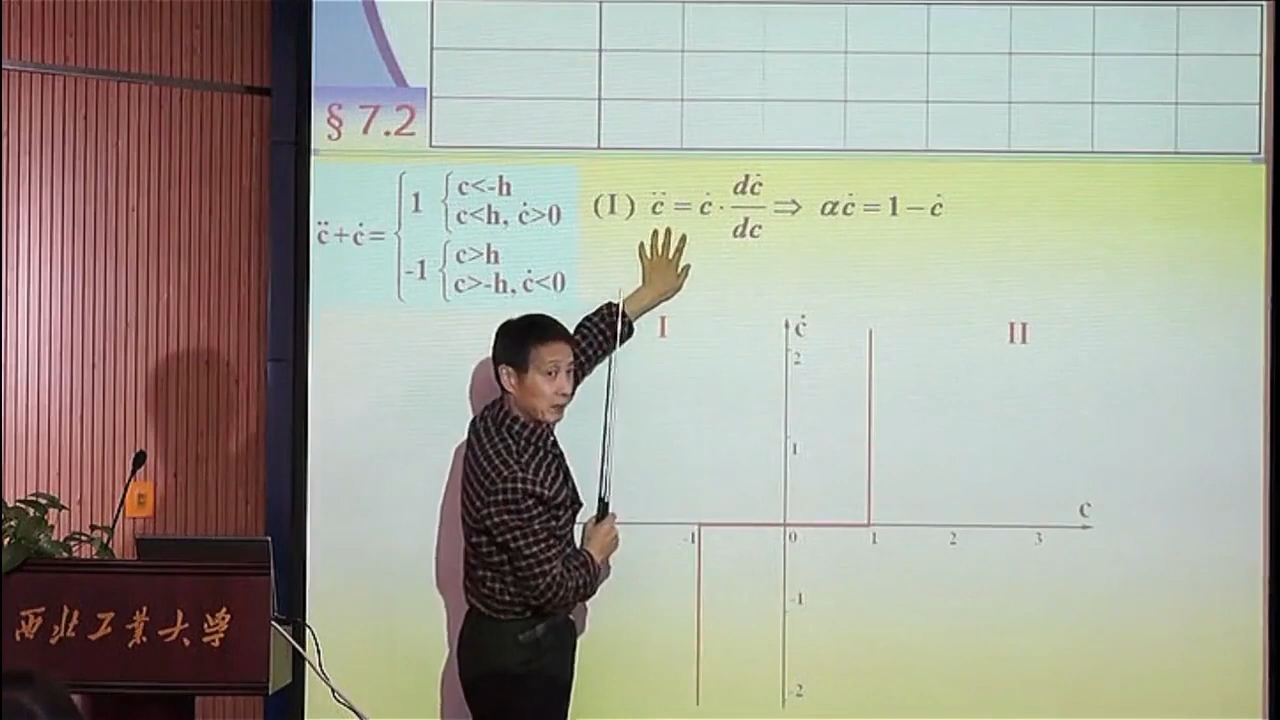 § 7.2
c̈+ċ= { 1 { c<-h
c<h, ċ>0
-1 { c>h
c>-h, ċ<0
(I) c̈ = ċ · dċ/dc ⇒ αċ = 1 − ċ
I
II
ċ
2
1
c
-1 0 1 2 3
-1
-2
西北工业大学